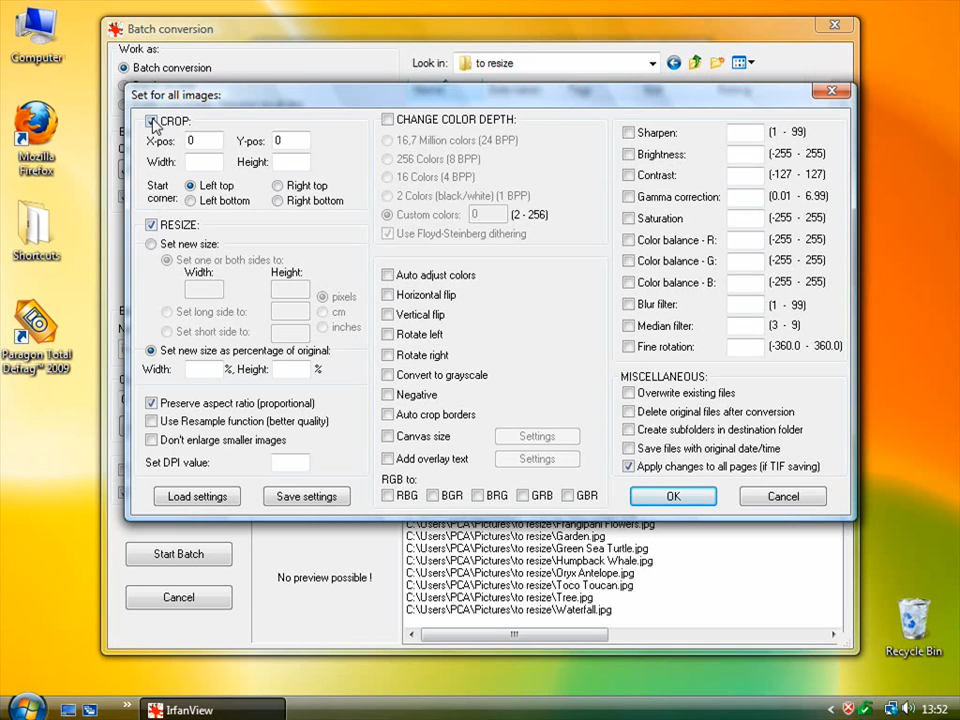 Computer
Mozilla
Firefox
Shortcuts
Paragon Total
Defrag™ 2009
Recycle Bin
Batch conversion
Work as:
Batch conversion
Look in:
to resize
Set for all images:
CROP:
X-pos: 0 Y-pos: 0
Width: Height:
Start
corner:
Left top
Right top
Left bottom
Right bottom
RESIZE:
Set new size:
Set one or both sides to:
Width: Height:
pixels
Set long side to:
cm
Set short side to:
inches
Set new size as percentage of original:
Width: %, Height: %
Preserve aspect ratio (proportional)
Use Resample function (better quality)
Don't enlarge smaller images
Set DPI value:
Load settings
Save settings
CHANGE COLOR DEPTH:
16,7 Million colors (24 BPP)
256 Colors (8 BPP)
16 Colors (4 BPP)
2 Colors (black/white) (1 BPP)
Custom colors: 0 (2 - 256)
Use Floyd-Steinberg dithering
Auto adjust colors
Horizontal flip
Vertical flip
Rotate left
Rotate right
Convert to grayscale
Negative
Auto crop borders
Canvas size Settings
Add overlay text Settings
RGB to:
RBG BGR BRG GRB GBR
Sharpen: (1 - 99)
Brightness: (-255 - 255)
Contrast: (-127 - 127)
Gamma correction: (0.01 - 6.99)
Saturation (-255 - 255)
Color balance - R: (-255 - 255)
Color balance - G: (-255 - 255)
Color balance - B: (-255 - 255)
Blur filter: (1 - 99)
Median filter: (3 - 9)
Fine rotation: (-360.0 - 360.0)
MISCELLANEOUS:
Overwrite existing files
Delete original files after conversion
Create subfolders in destination folder
Save files with original date/time
Apply changes to all pages (if TIF saving)
OK
Cancel
Start Batch
Cancel
No preview possible !
C:\Users\PCA\Pictures\to resize\Frangipani Flowers.jpg
C:\Users\PCA\Pictures\to resize\Garden.jpg
C:\Users\PCA\Pictures\to resize\Green Sea Turtle.jpg
C:\Users\PCA\Pictures\to resize\Humpback Whale.jpg
C:\Users\PCA\Pictures\to resize\Oryx Antelope.jpg
C:\Users\PCA\Pictures\to resize\Toco Toucan.jpg
C:\Users\PCA\Pictures\to resize\Tree.jpg
C:\Users\PCA\Pictures\to resize\Waterfall.jpg
IrfanView
13:52